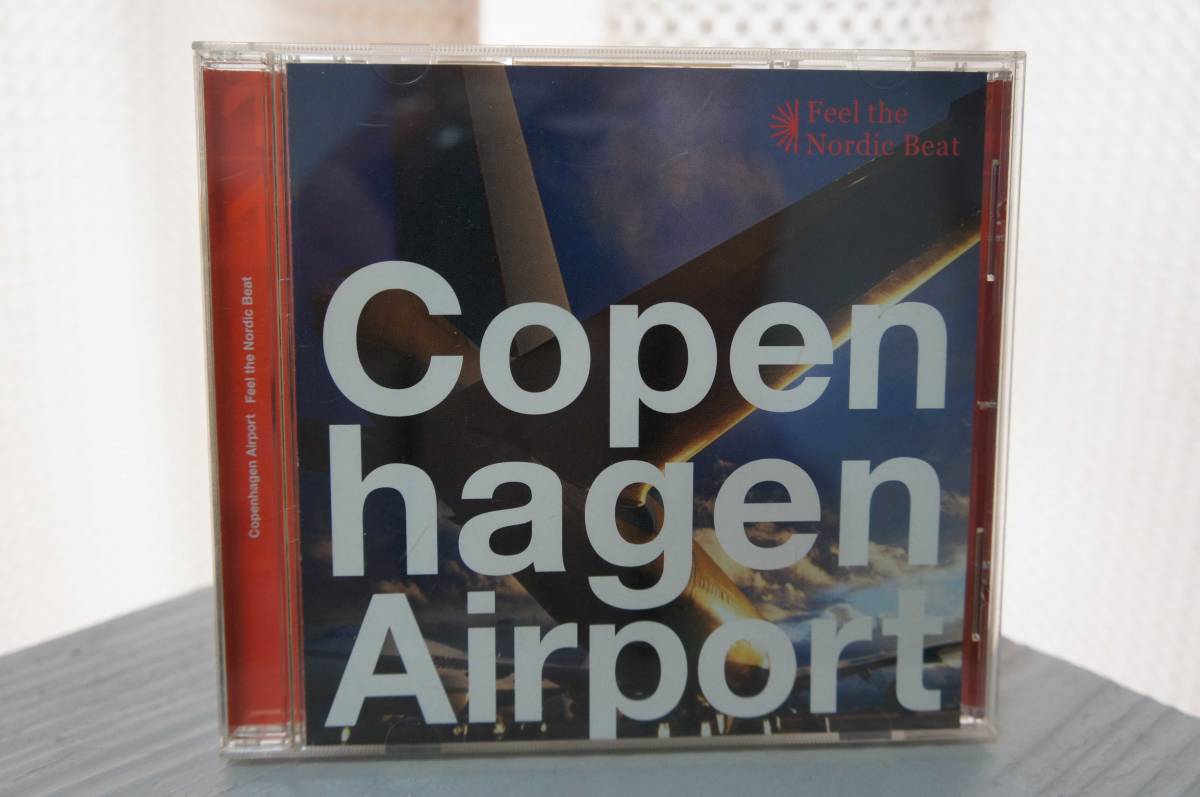 Feel the
Nordic Beat
Copen
hagen
Airport
Copenhagen Airport Feel the Nordic Beat